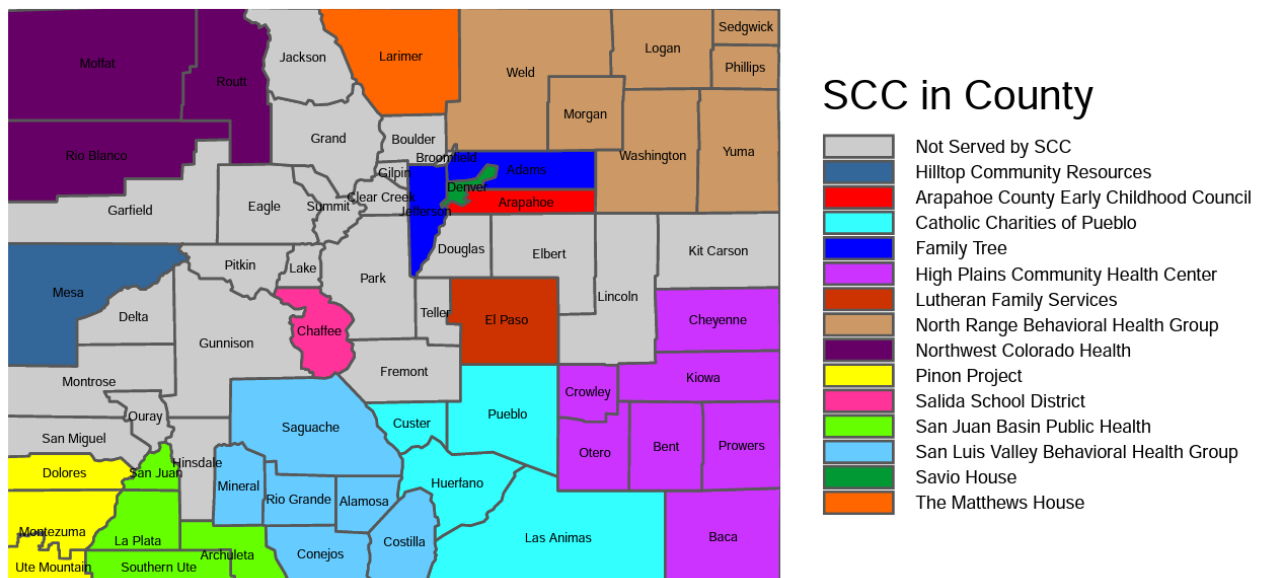 Moffat
Routt
Jackson
Larimer
Weld
Logan
Sedgwick
Phillips
Morgan
Rio Blanco
Grand
Boulder
Broomfield
Washington
Yuma
Gilpin
Adams
Denver
Clear Creek
Arapahoe
Jefferson
Garfield
Eagle
Summit
Douglas
Elbert
Kit Carson
Pitkin
Lake
Park
Lincoln
Mesa
Delta
Teller
El Paso
Cheyenne
Chaffee
Gunnison
Montrose
Fremont
Kiowa
Crowley
Ouray
Pueblo
Custer
Saguache
San Miguel
Otero
Bent
Prowers
Dolores
San Juan
Hinsdale
Mineral
Rio Grande
Alamosa
Huerfano
Montezuma
La Plata
Archuleta
Conejos
Costilla
Las Animas
Baca
Ute Mountain
Southern Ute
SCC in County
Not Served by SCC
Hilltop Community Resources
Arapahoe County Early Childhood Council
Catholic Charities of Pueblo
Family Tree
High Plains Community Health Center
Lutheran Family Services
North Range Behavioral Health Group
Northwest Colorado Health
Pinon Project
Salida School District
San Juan Basin Public Health
San Luis Valley Behavioral Health Group
Savio House
The Matthews House